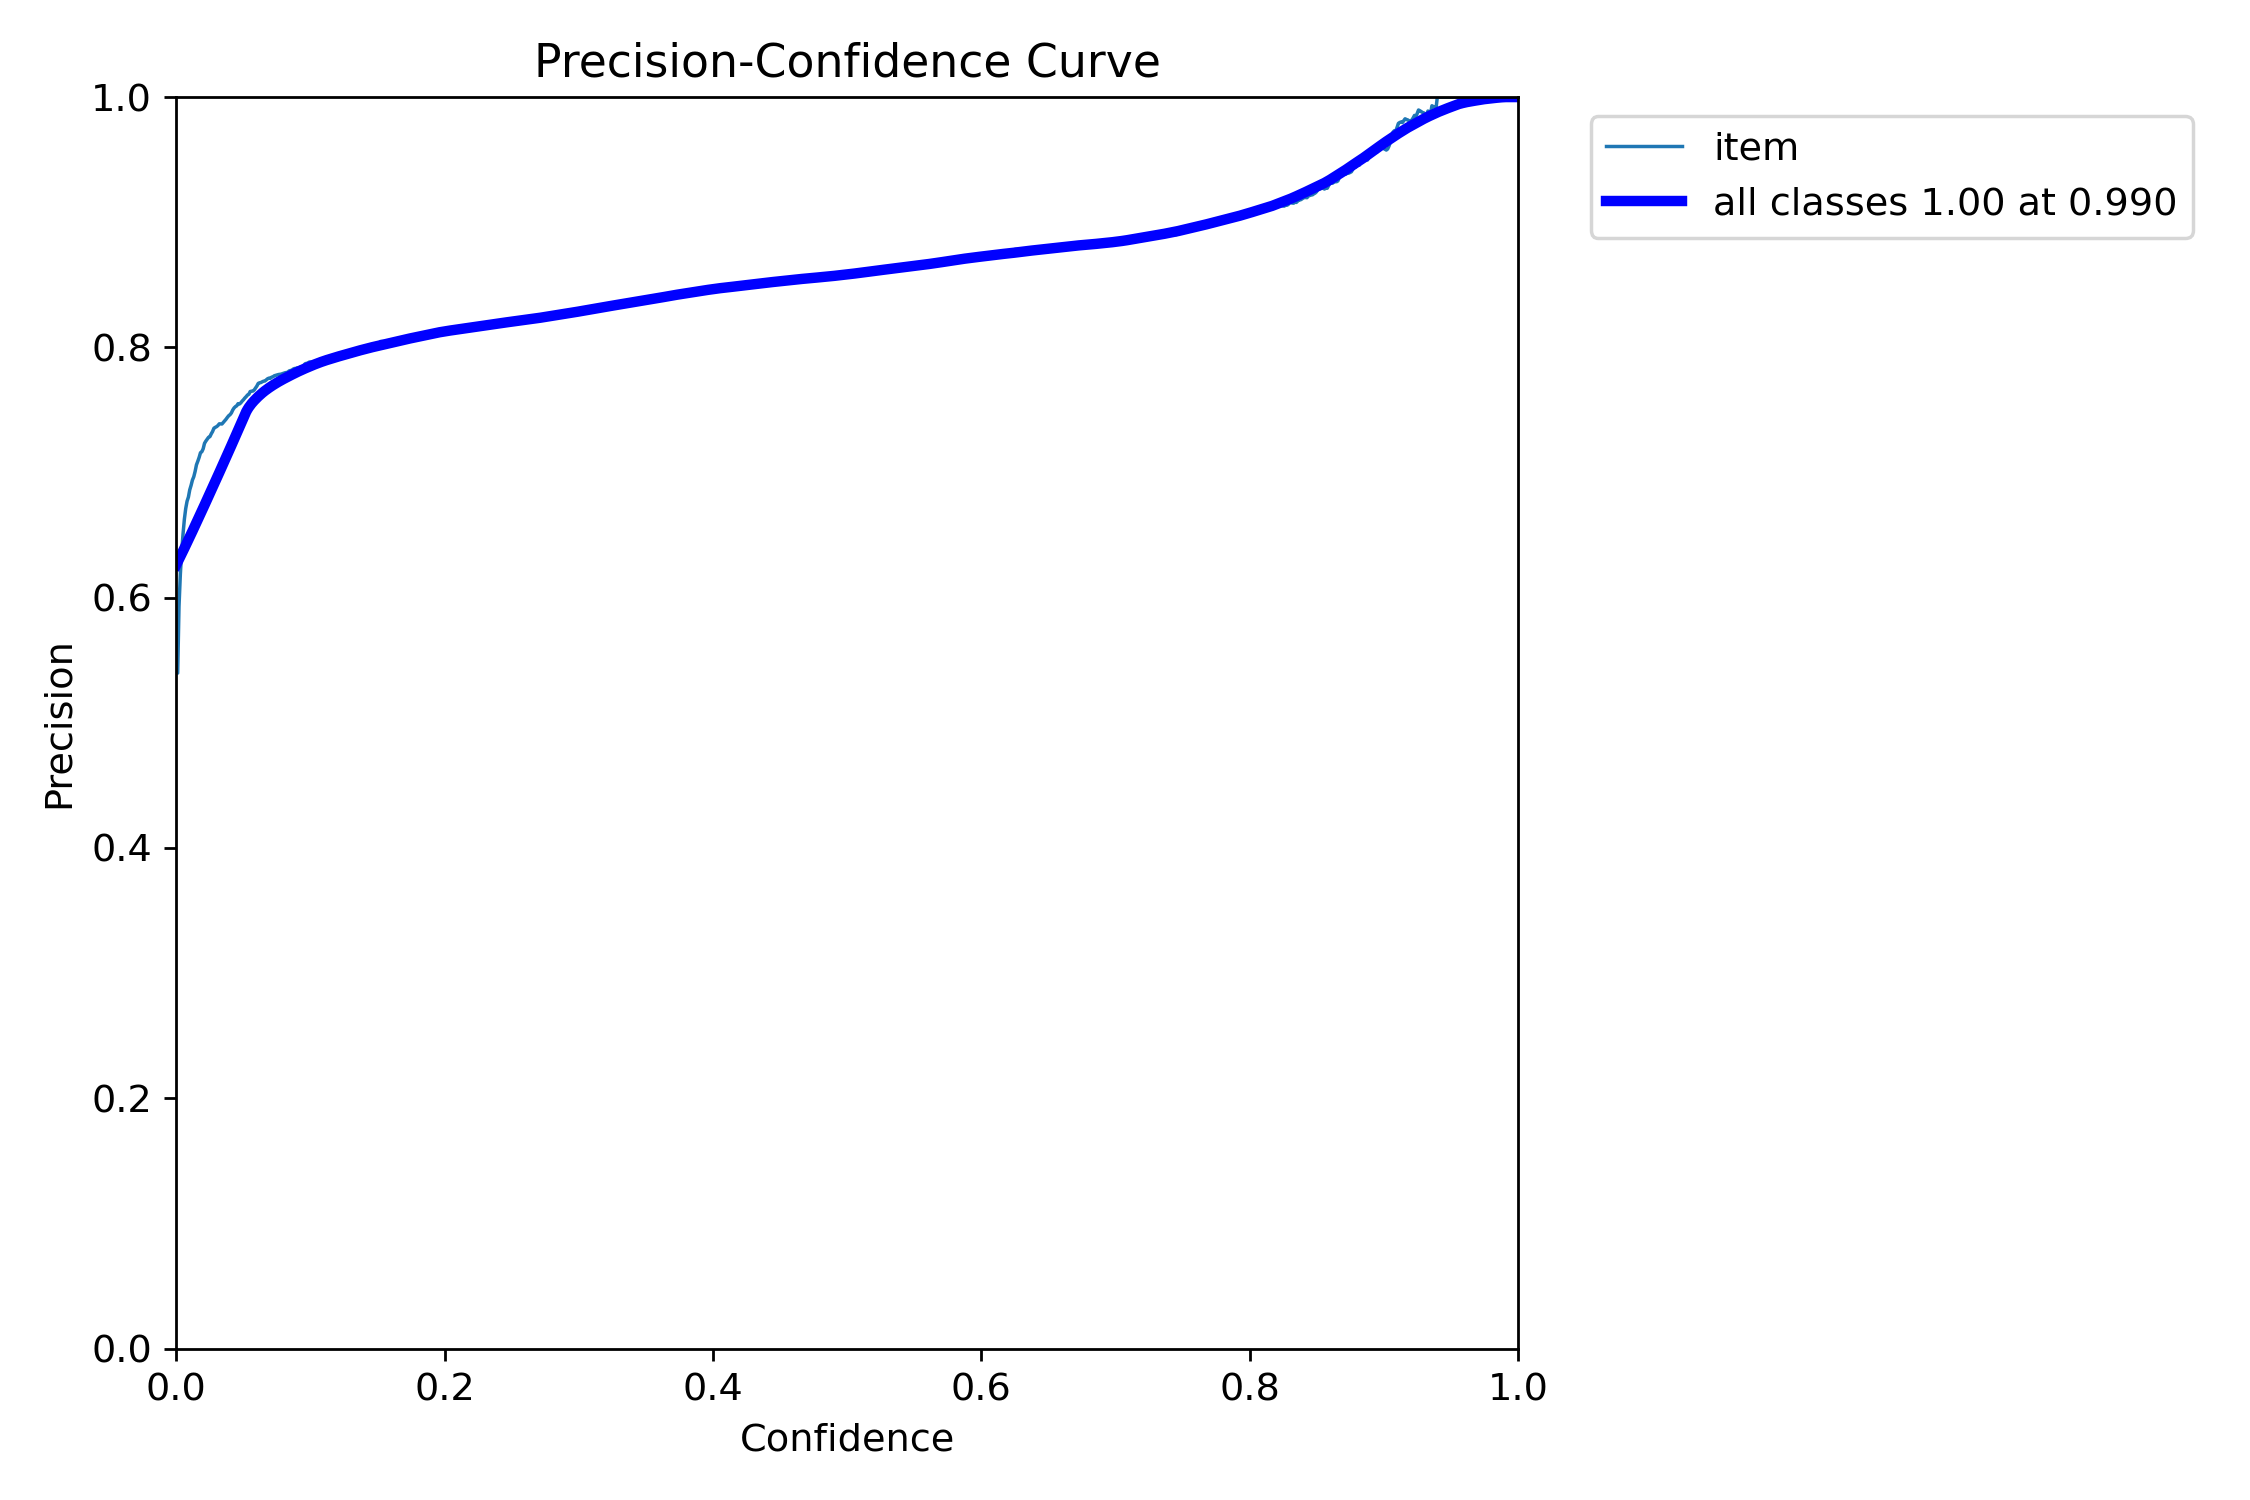 Precision-Confidence Curve
1.0
0.8
0.6
0.4
0.2
0.0
Precision
0.0 0.2 0.4 0.6 0.8 1.0
Confidence
item
all classes 1.00 at 0.990